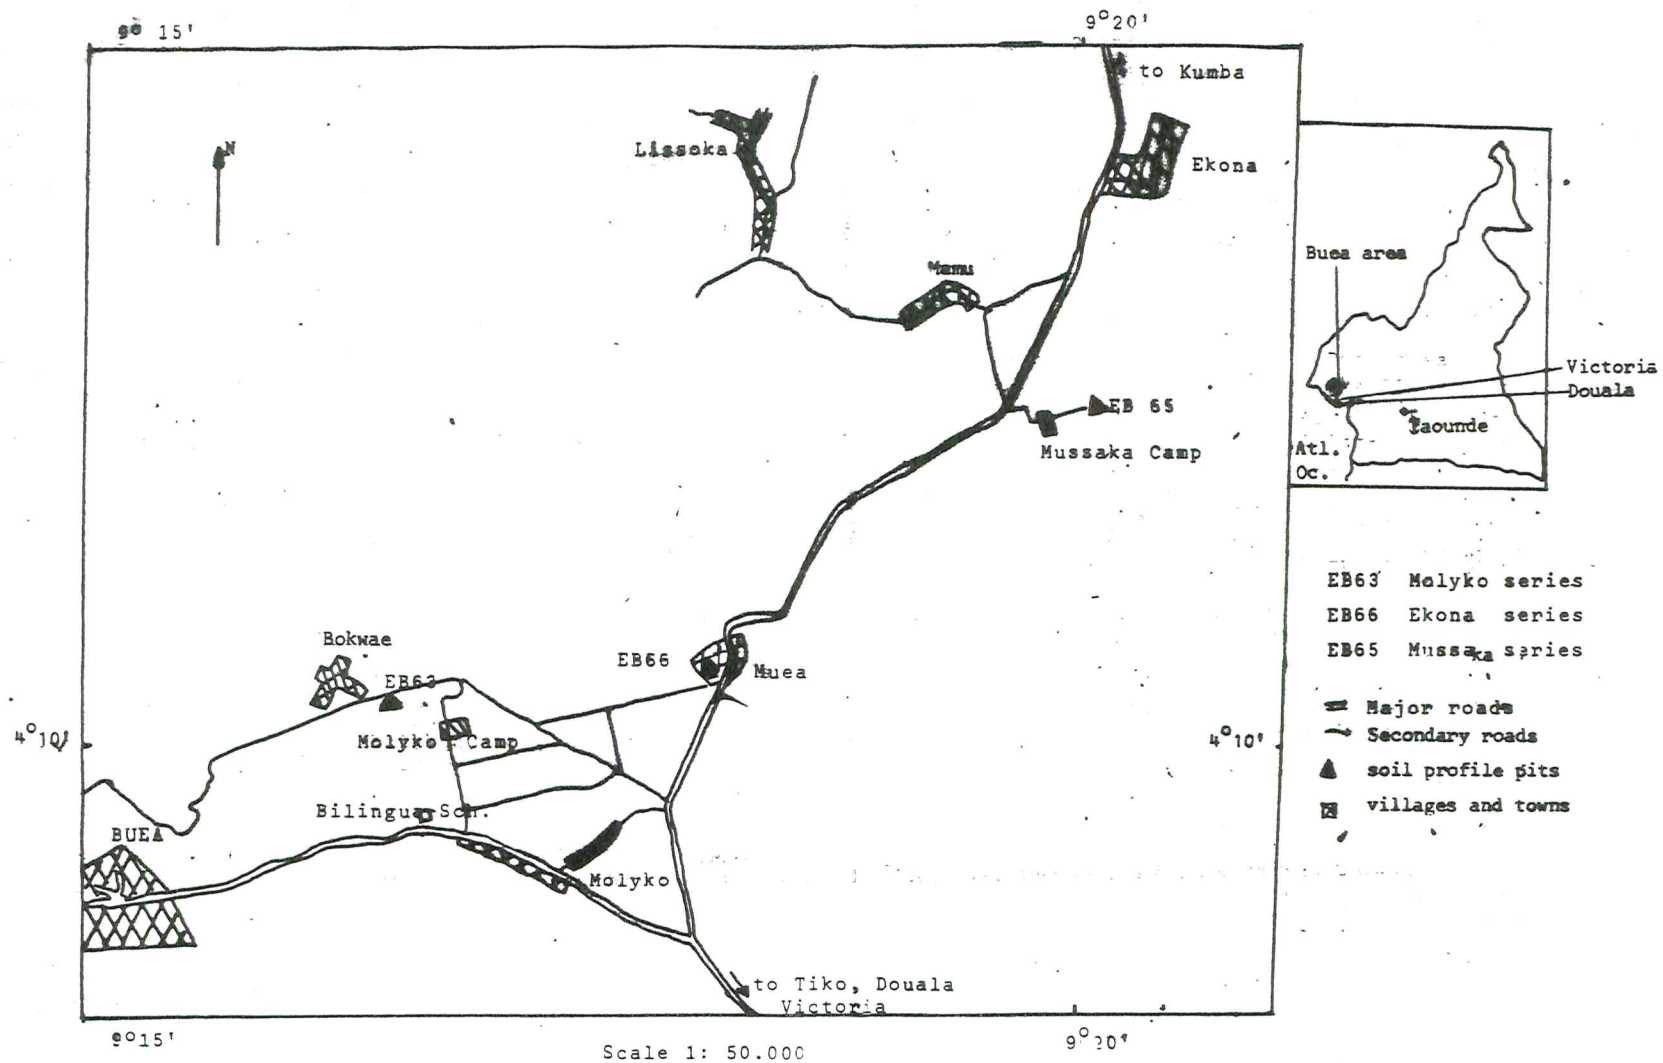 9° 15'
9°20'
to Kumba
N
Lissoka
Ekona
Mamu
Buea area
Victoria
Douala
Yaounde
Atl.
Oc.
EB 65
Mussaka Camp
EB63 Molyko series
EB66 Ekona series
EB65 Mussaka series
Bokwae
EB66
Muea
EB63
Major roads
4°10'
Molyko Camp
4°10'
Secondary roads
soil profile pits
Bilingual Sch.
villages and towns
BUEA
Molyko
to Tiko, Douala
Victoria
9°15'
9°20'
Scale 1: 50.000